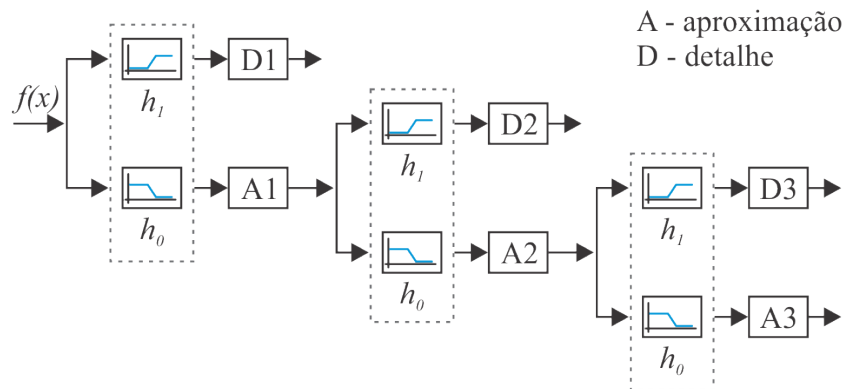 A - aproximação
D - detalhe
f(x)
h1
D1
h0
A1
h1
D2
h0
A2
h1
D3
h0
A3